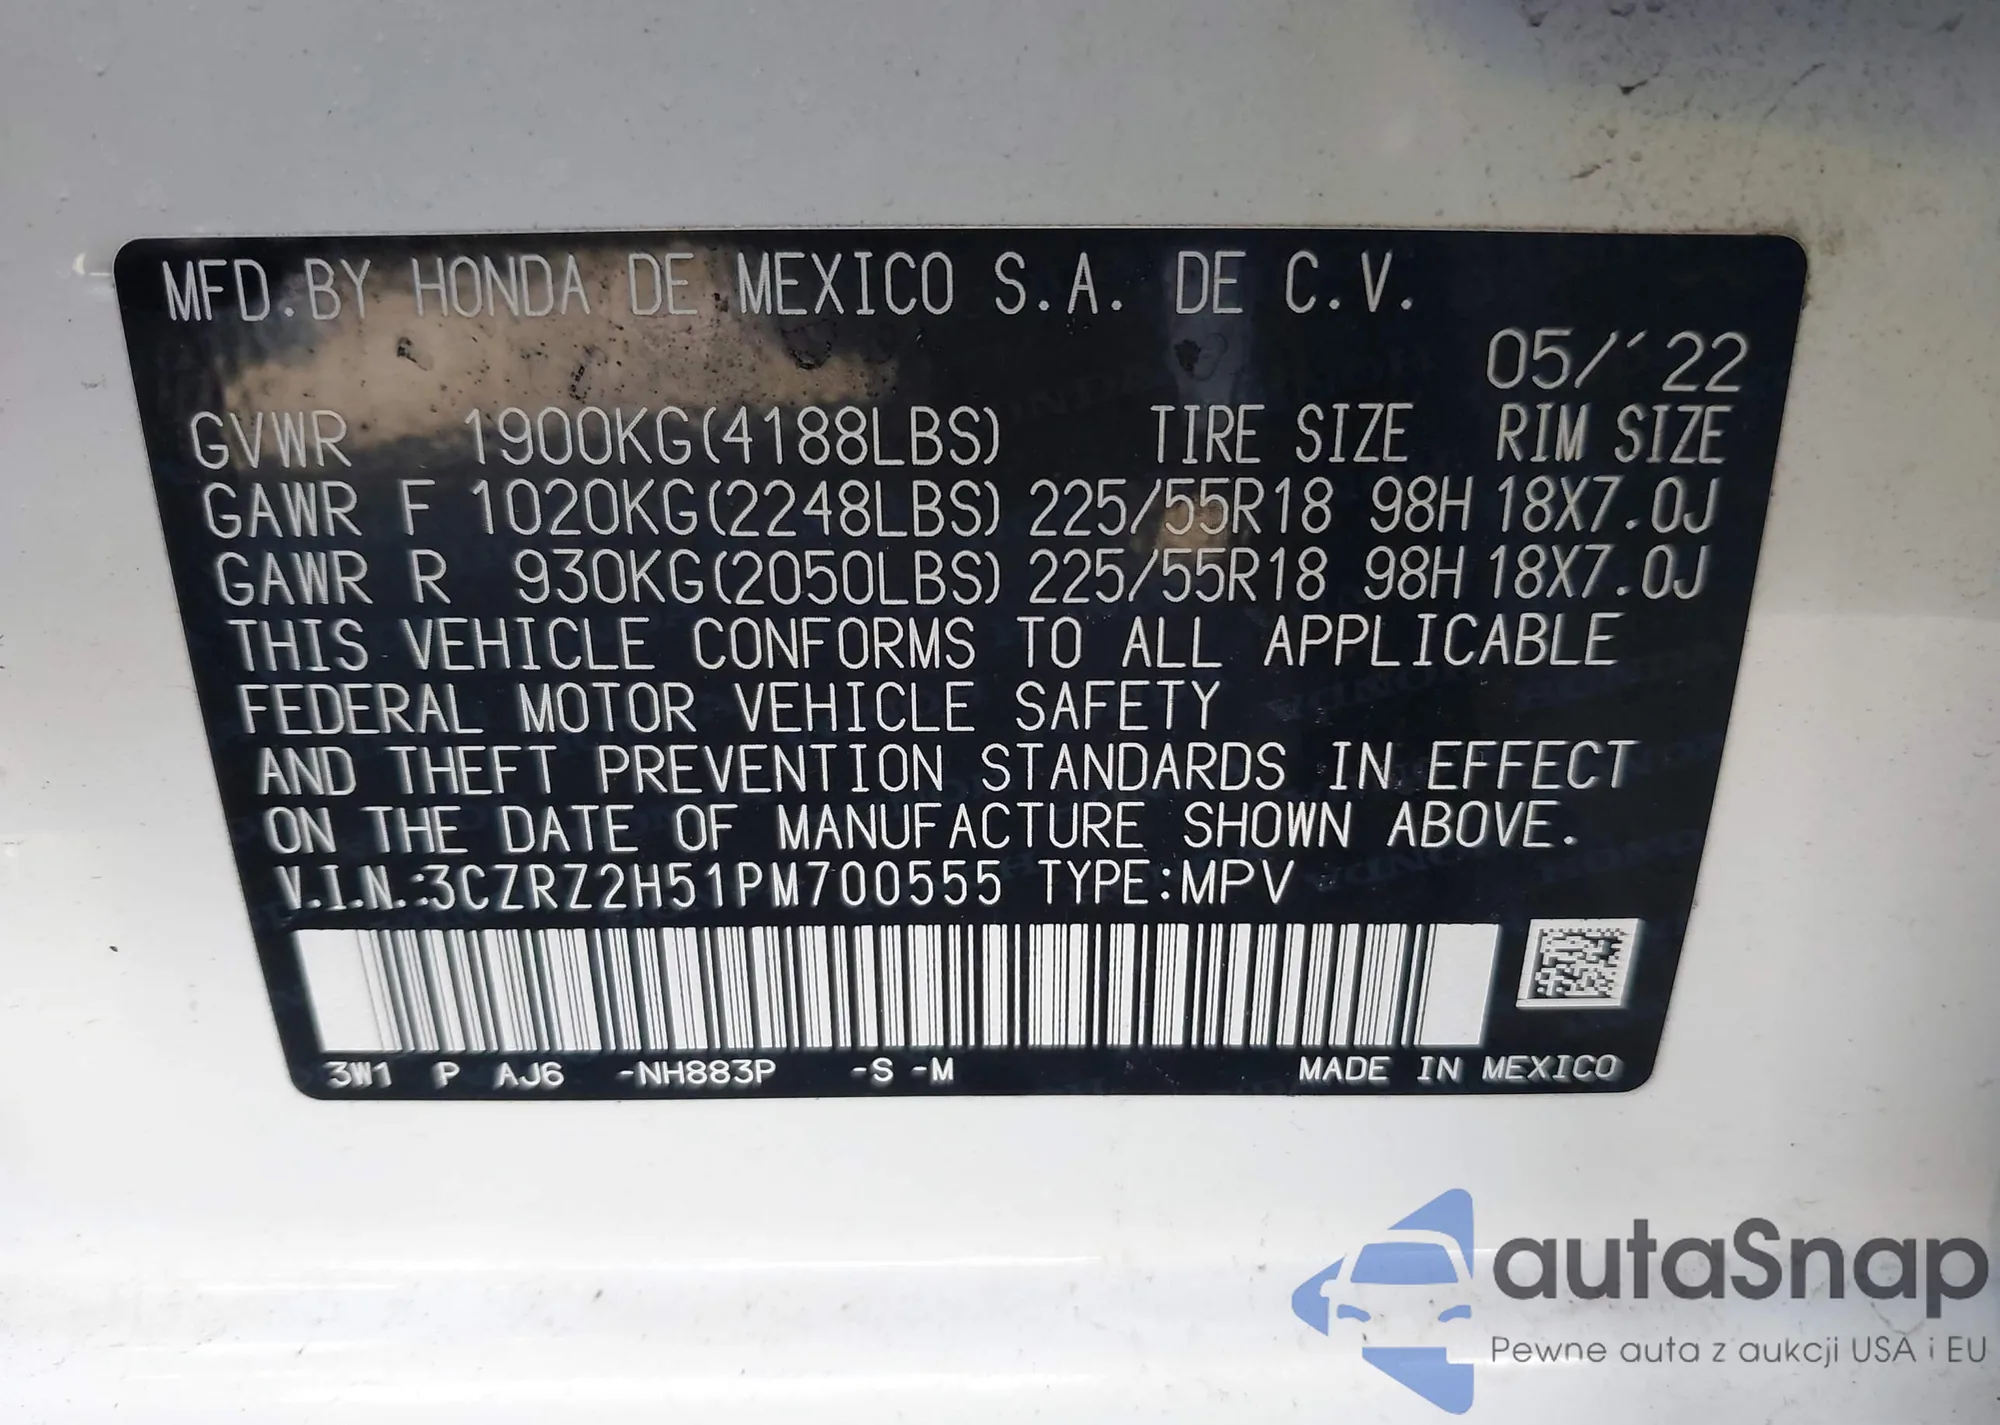 MFD.BY HONDA DE MEXICO S.A. DE C.V.
05/´22
GVWR 1900KG(4188LBS) TIRE SIZE RIM SIZE
GAWR F 1020KG(2248LBS) 225/55R18 98H 18X7.0J
GAWR R 930KG(2050LBS) 225/55R18 98H 18X7.0J
THIS VEHICLE CONFORMS TO ALL APPLICABLE
FEDERAL MOTOR VEHICLE SAFETY
AND THEFT PREVENTION STANDARDS IN EFFECT
ON THE DATE OF MANUFACTURE SHOWN ABOVE.
V.I.N.:3CZRZ2H51PM700555 TYPE:MPV
3W1 P AJ6 -NH883P -S -M MADE IN MEXICO
autaSnap
Pewne auta z aukcji USA i EU